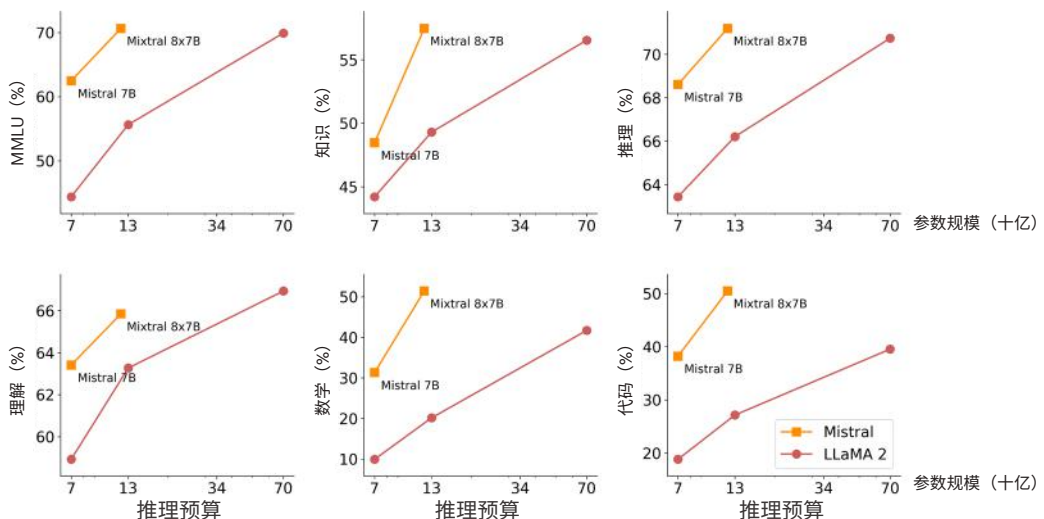 MMLU (%)
70
60
50
Mixtral 8x7B
Mistral 7B
7 13 34 70
知识 (%)
55
50
45
Mixtral 8x7B
Mistral 7B
7 13 34 70
推理 (%)
70
68
66
64
Mixtral 8x7B
Mistral 7B
7 13 34 70
参数规模（十亿）
理解 (%)
66
64
62
60
Mixtral 8x7B
Mistral 7B
7 13 34 70
推理预算
数学 (%)
50
40
30
20
10
Mixtral 8x7B
Mistral 7B
7 13 34 70
推理预算
代码 (%)
50
40
30
20
Mixtral 8x7B
Mistral 7B
Mistral
LLaMA 2
7 13 34 70
推理预算
参数规模（十亿）